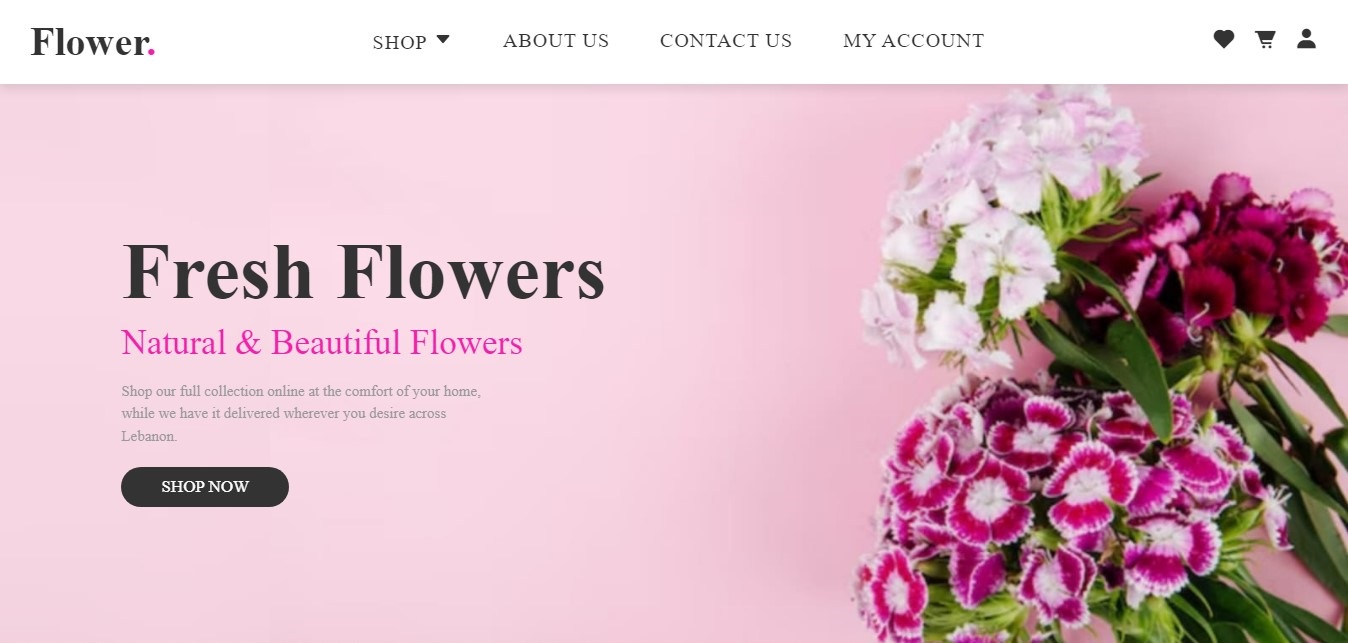 Flower.
SHOP
ABOUT US
CONTACT US
MY ACCOUNT
Fresh Flowers
Natural & Beautiful Flowers
Shop our full collection online at the comfort of your home,
while we have it delivered wherever you desire across
Lebanon.
SHOP NOW